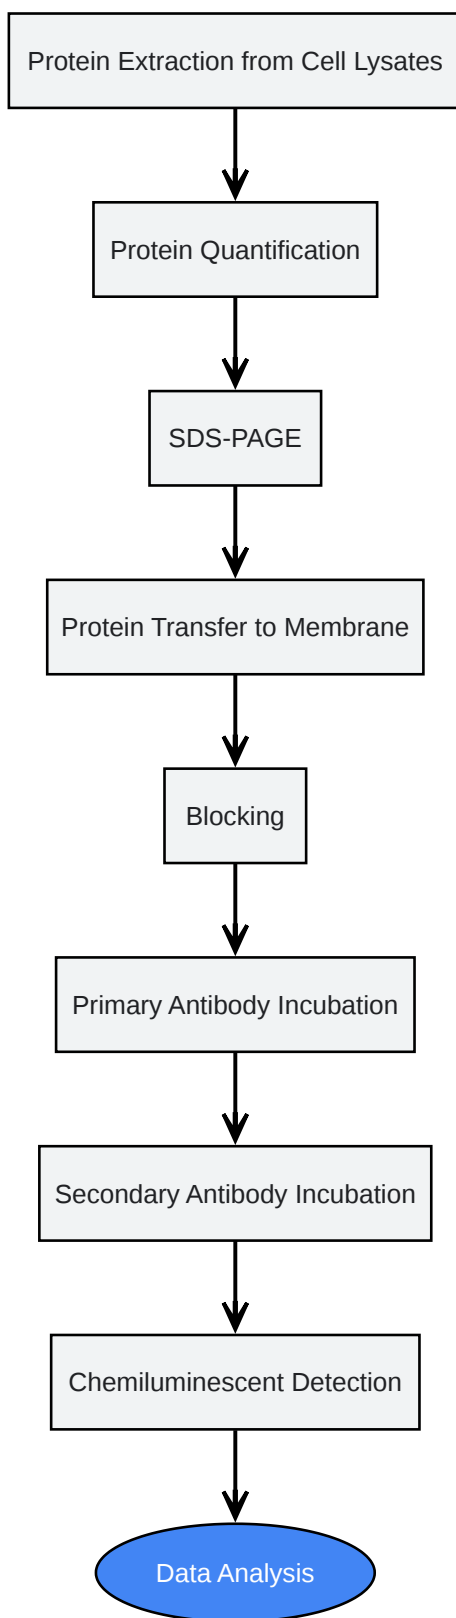 Protein Extraction from Cell Lysates
Protein Quantification
SDS-PAGE
Protein Transfer to Membrane
Blocking
Primary Antibody Incubation
Secondary Antibody Incubation
Chemiluminescent Detection
Data Analysis